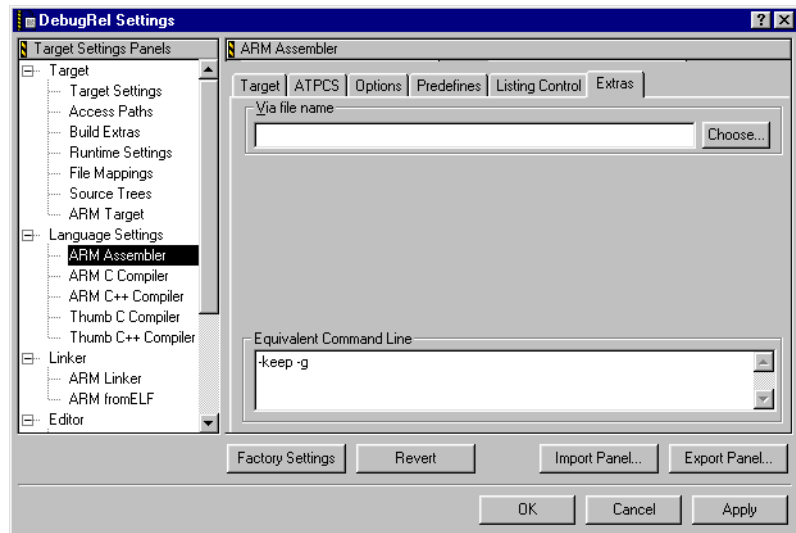 DebugRel Settings
Target Settings Panels
Target
Target Settings
Access Paths
Build Extras
Runtime Settings
File Mappings
Source Trees
ARM Target
Language Settings
ARM Assembler
ARM C Compiler
ARM C++ Compiler
Thumb C Compiler
Thumb C++ Compiler
Linker
ARM Linker
ARM fromELF
Editor
ARM Assembler
Target ATPCS Options Predefines Listing Control Extras
Via file name
Choose...
Equivalent Command Line
-keep -g
Factory Settings Revert Import Panel... Export Panel...
OK Cancel Apply